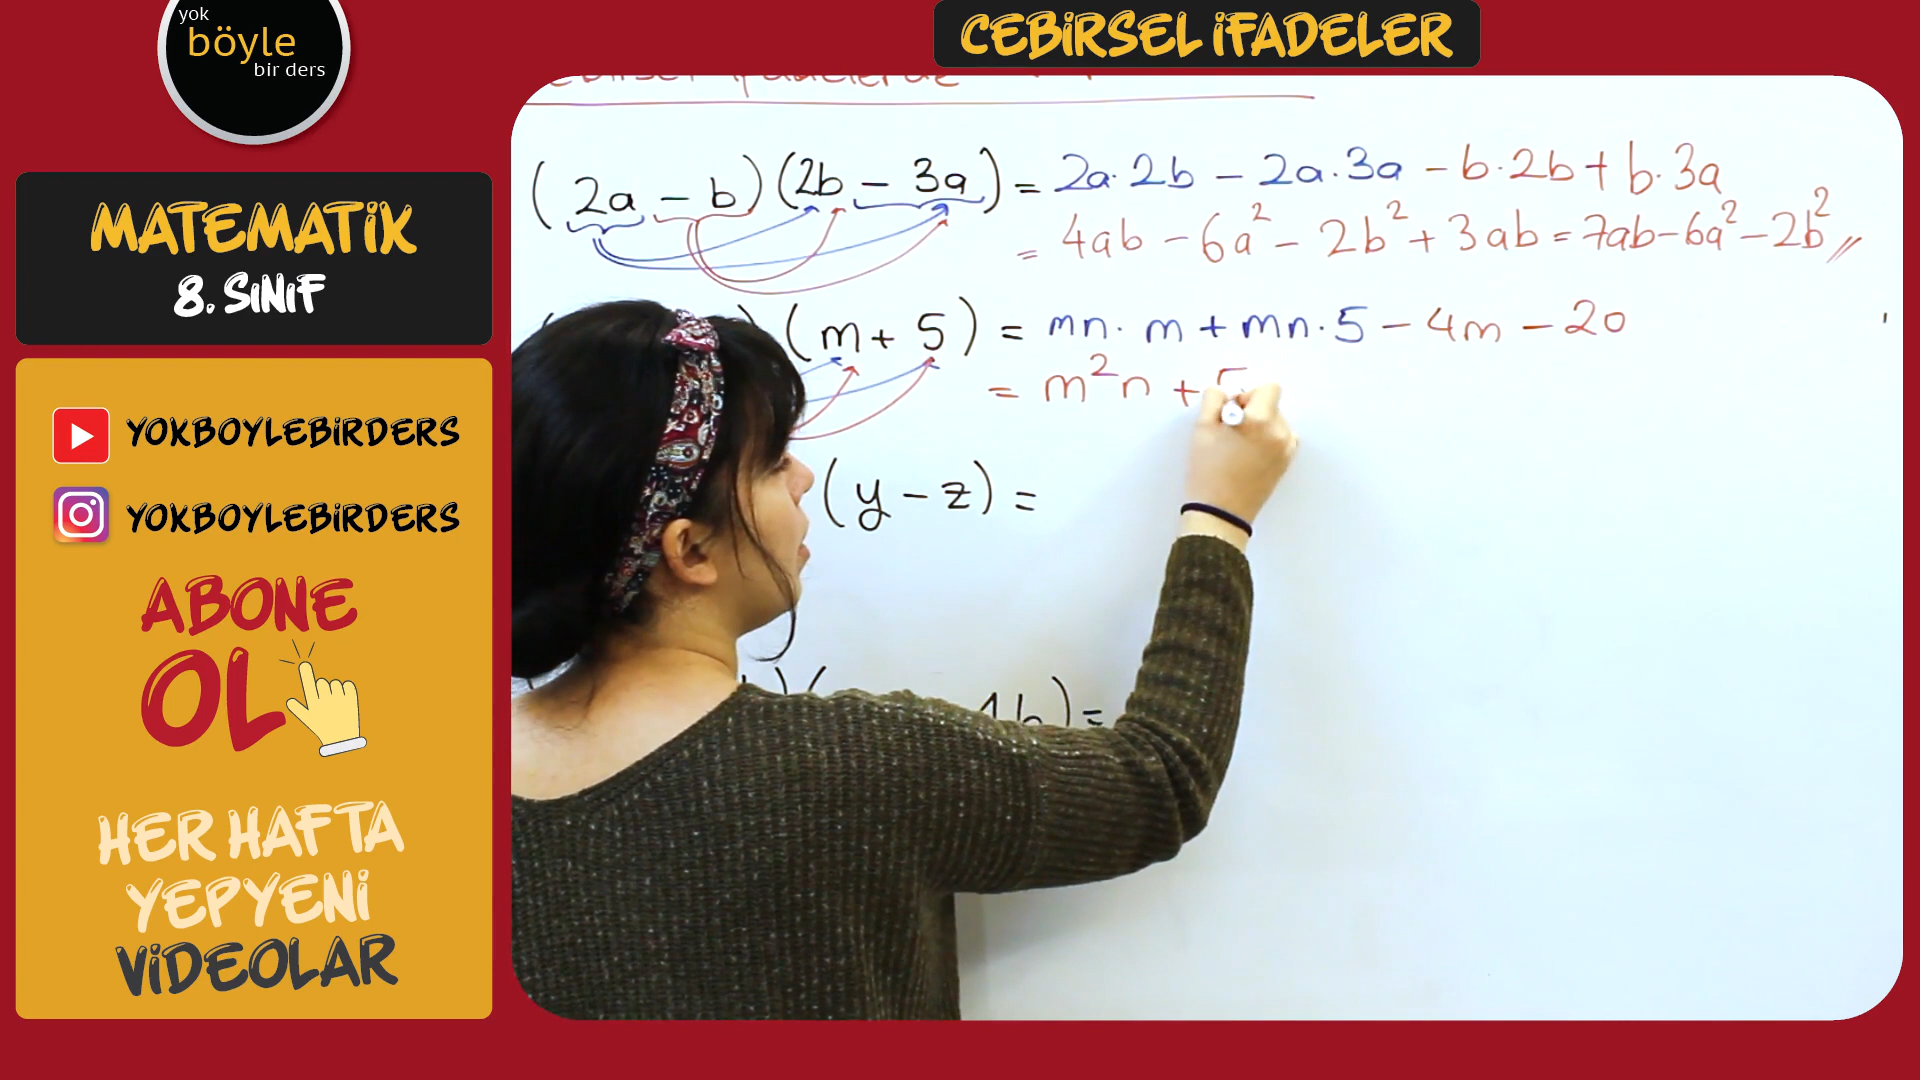 yok
böyle
bir ders
CEBİRSEL İFADELER
MATEMATİK
8. SINIF
YOKBOYLEBİRDERS
YOKBOYLEBİRDERS
ABONE
OL
HER HAFTA
YEPYENİ
VİDEOLAR
(2a - b)(2b - 3a) = 2a·2b - 2a·3a - b·2b + b·3a
= 4ab - 6a² - 2b² + 3ab = 7ab - 6a² - 2b² //
(m + 5) = mn·m + mn·5 - 4m - 20
= m²n + 5
(y - z) =
4b) =